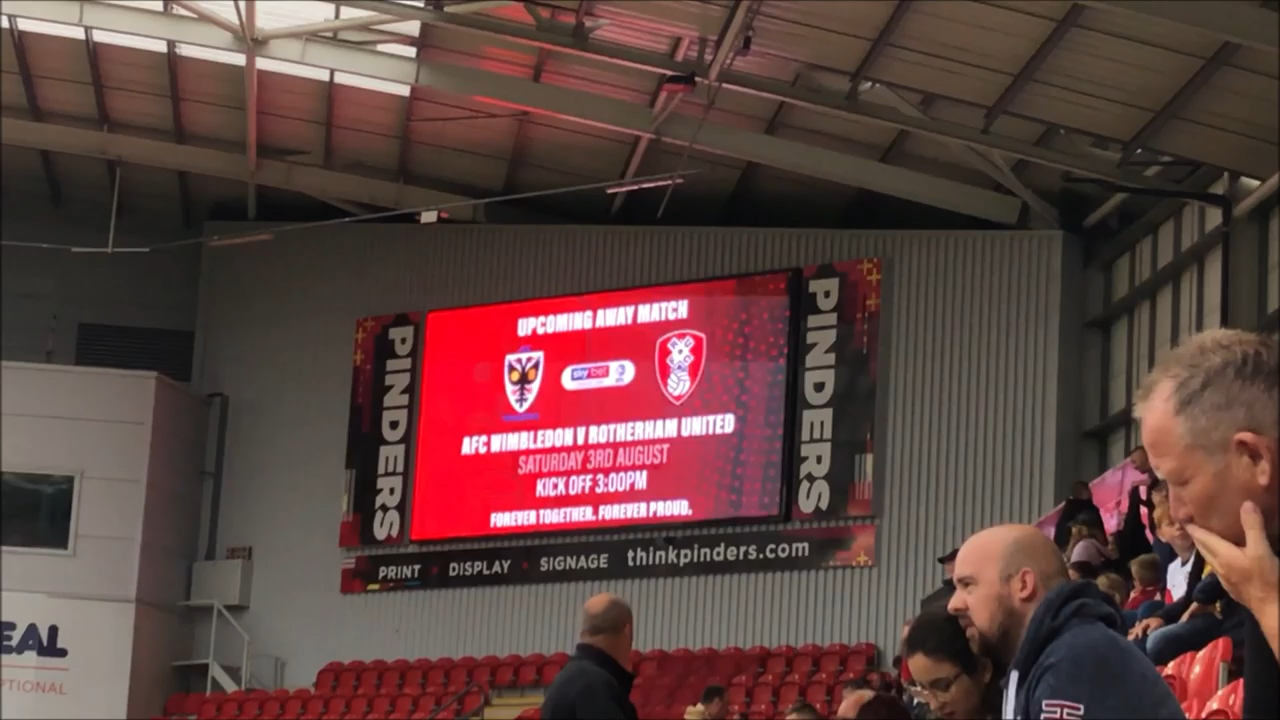 UPCOMING AWAY MATCH
sky bet
AFC WIMBLEDON V ROTHERHAM UNITED
SATURDAY 3RD AUGUST
KICK OFF 3:00PM
FOREVER TOGETHER. FOREVER PROUD.
PINDERS
PINDERS
PRINT • DISPLAY • SIGNAGE thinkpinders.com
EAL
PTIONAL